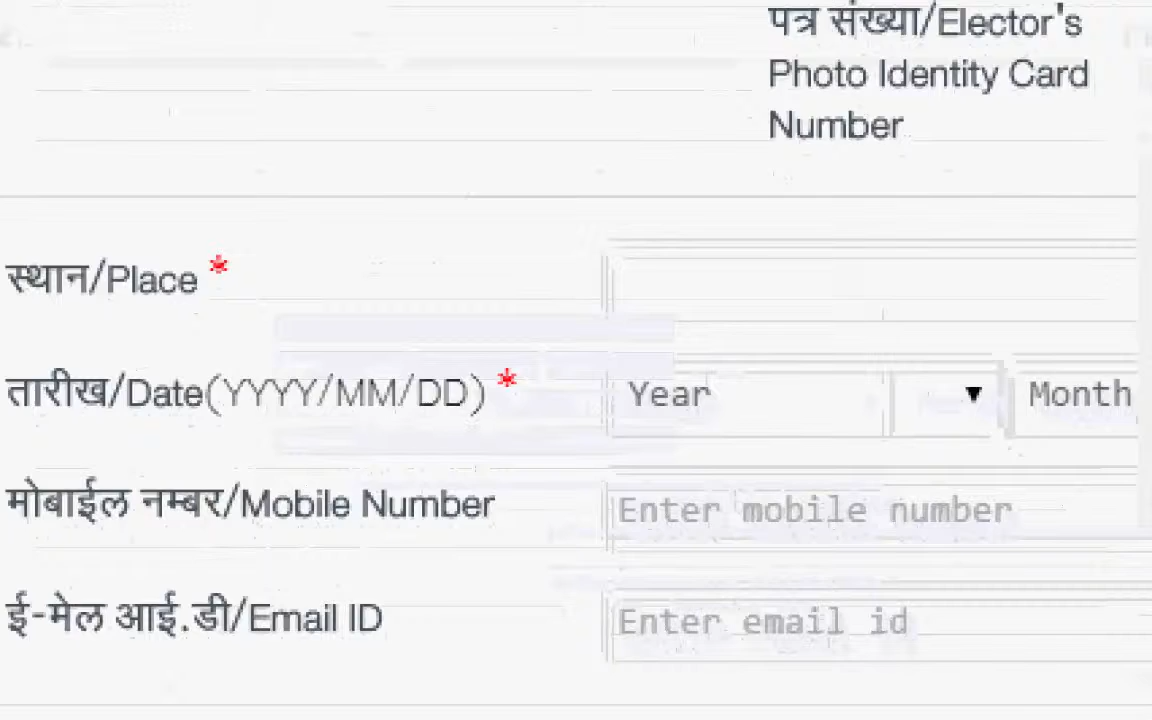 पत्र संख्या/Elector's
Photo Identity Card
Number
स्थान/Place *
तारीख/Date(YYYY/MM/DD) * Year Month
मोबाईल नम्बर/Mobile Number Enter mobile number
ई-मेल आई.डी/Email ID Enter email id